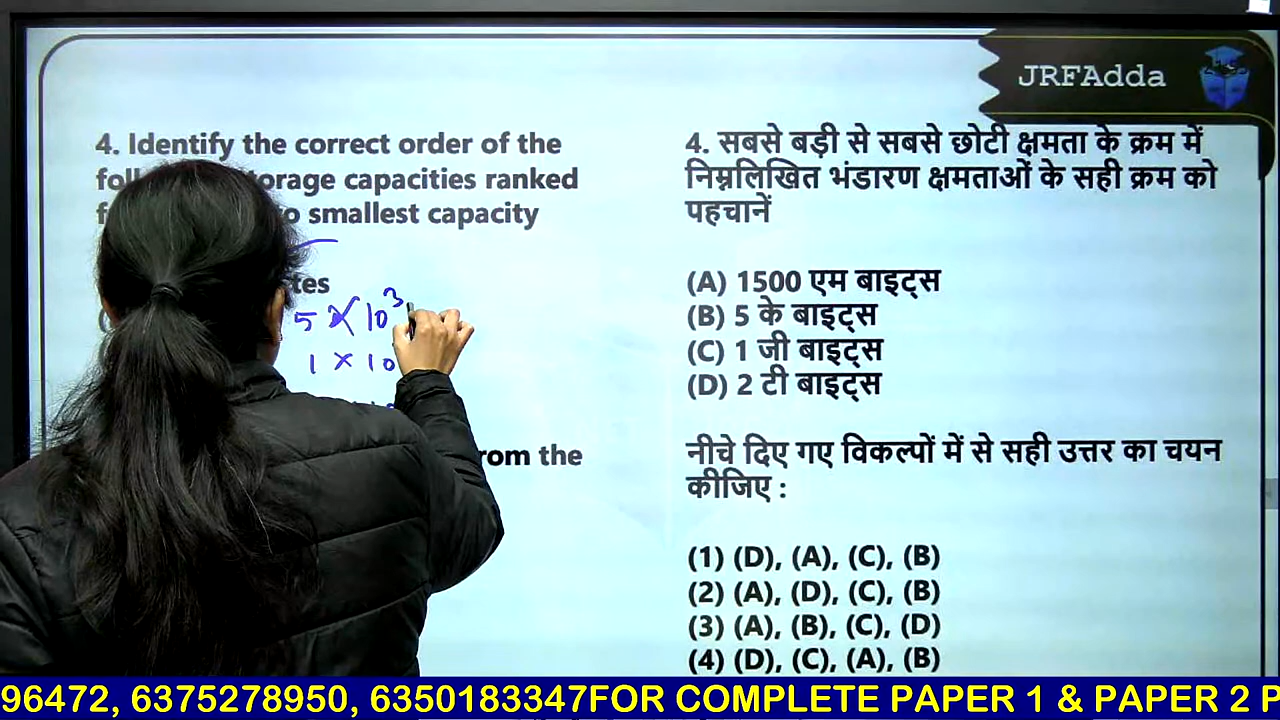 JRFAdda
4. Identify the correct order of the
storage capacities ranked
to smallest capacity
5 × 10³
1 × 10
rom the
4. सबसे बड़ी से सबसे छोटी क्षमता के क्रम में
निम्नलिखित भंडारण क्षमताओं के सही क्रम को
पहचानें
(A) 1500 एम बाइट्स
(B) 5 के बाइट्स
(C) 1 जी बाइट्स
(D) 2 टी बाइट्स
नीचे दिए गए विकल्पों में से सही उत्तर का चयन
कीजिए :
(1) (D), (A), (C), (B)
(2) (A), (D), (C), (B)
(3) (A), (B), (C), (D)
(4) (D), (C), (A), (B)
96472, 6375278950, 6350183347FOR COMPLETE PAPER 1 & PAPER 2 P